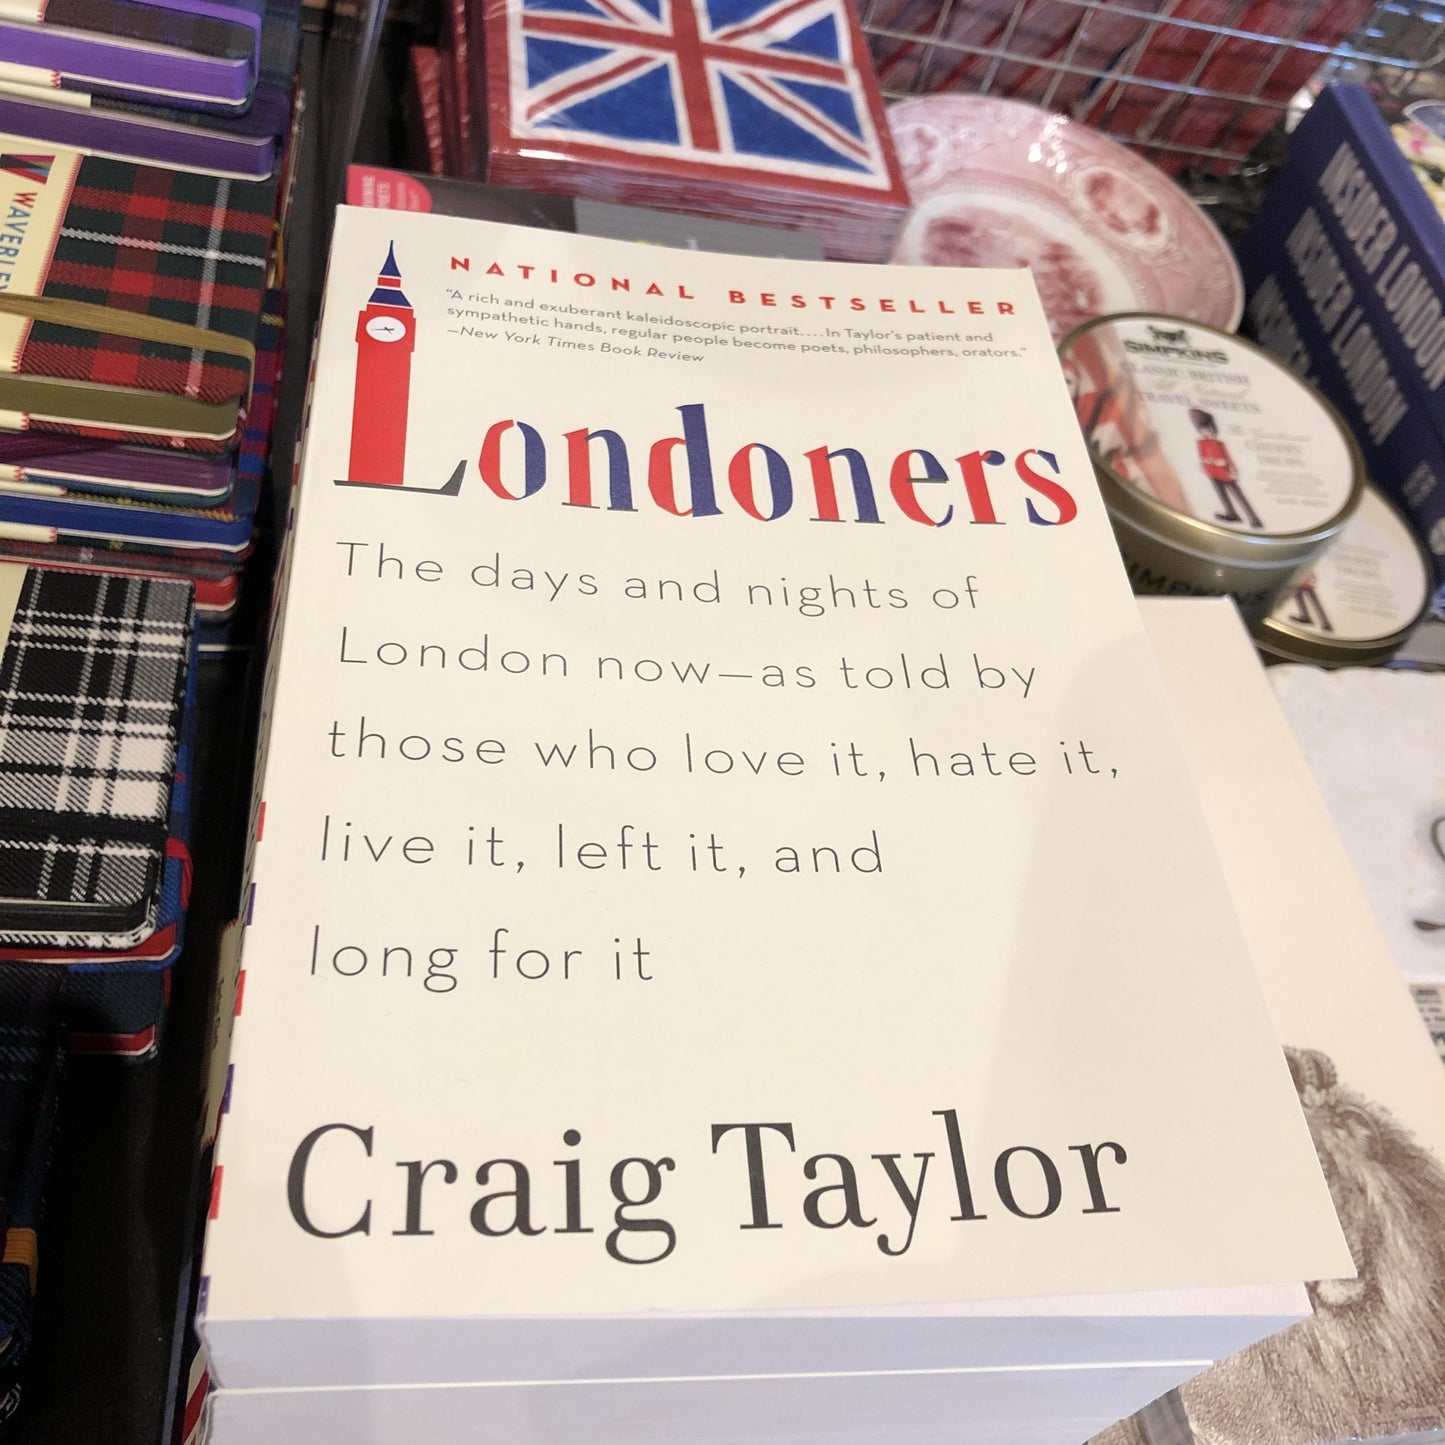 NATIONAL BESTSELLER
“A rich and exuberant kaleidoscopic portrait.... In Taylor’s patient and
sympathetic hands, regular people become poets, philosophers, orators.”
—New York Times Book Review
Londoners
The days and nights of
London now—as told by
those who love it, hate it,
live it, left it, and
long for it
Craig Taylor
WAVERLEY
SIMPKINS
CLASSIC BRITISH
TRAVEL SWEETS
SIMPKINS
INSIDER LONDON
INSIDER LONDON